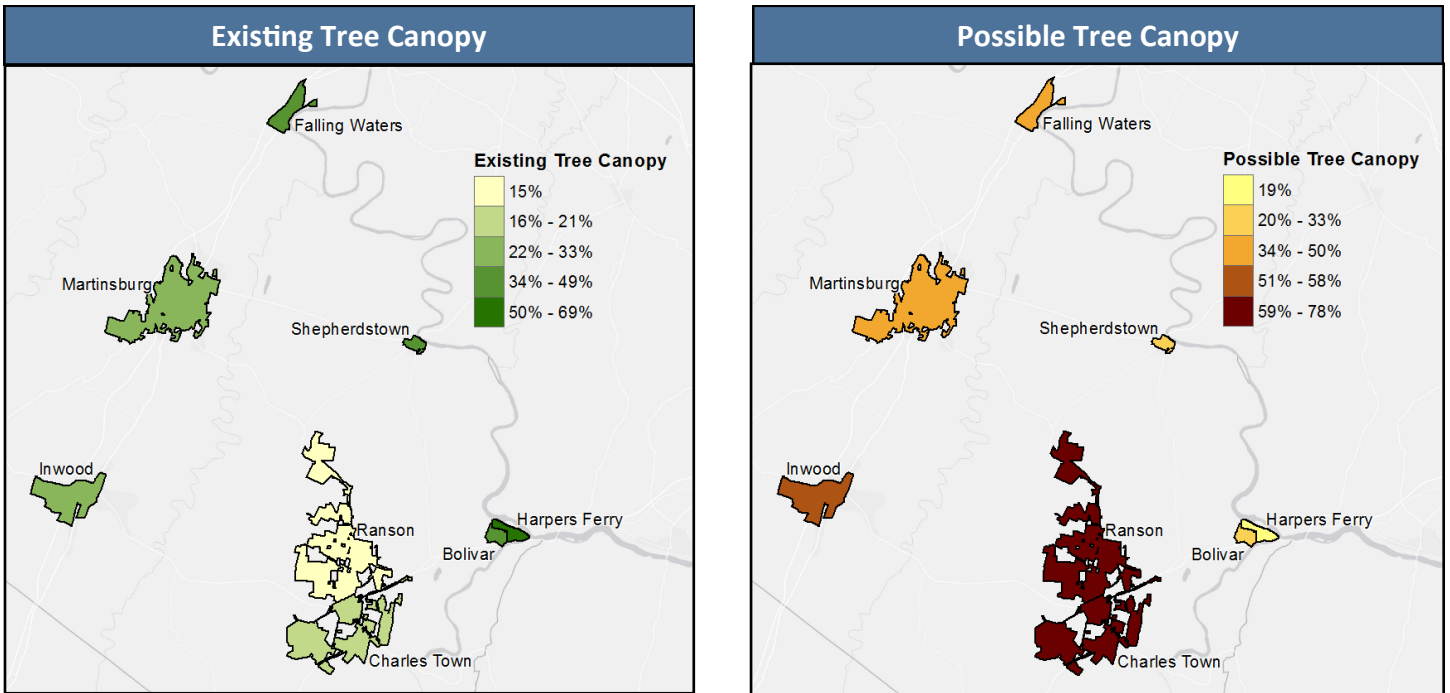 Existing Tree Canopy
Falling Waters
Existing Tree Canopy
15%
16% - 21%
22% - 33%
34% - 49%
50% - 69%
Martinsburg
Shepherdstown
Inwood
Ranson
Harpers Ferry
Bolivar
Charles Town
Possible Tree Canopy
Falling Waters
Possible Tree Canopy
19%
20% - 33%
34% - 50%
51% - 58%
59% - 78%
Martinsburg
Shepherdstown
Inwood
Ranson
Harpers Ferry
Bolivar
Charles Town